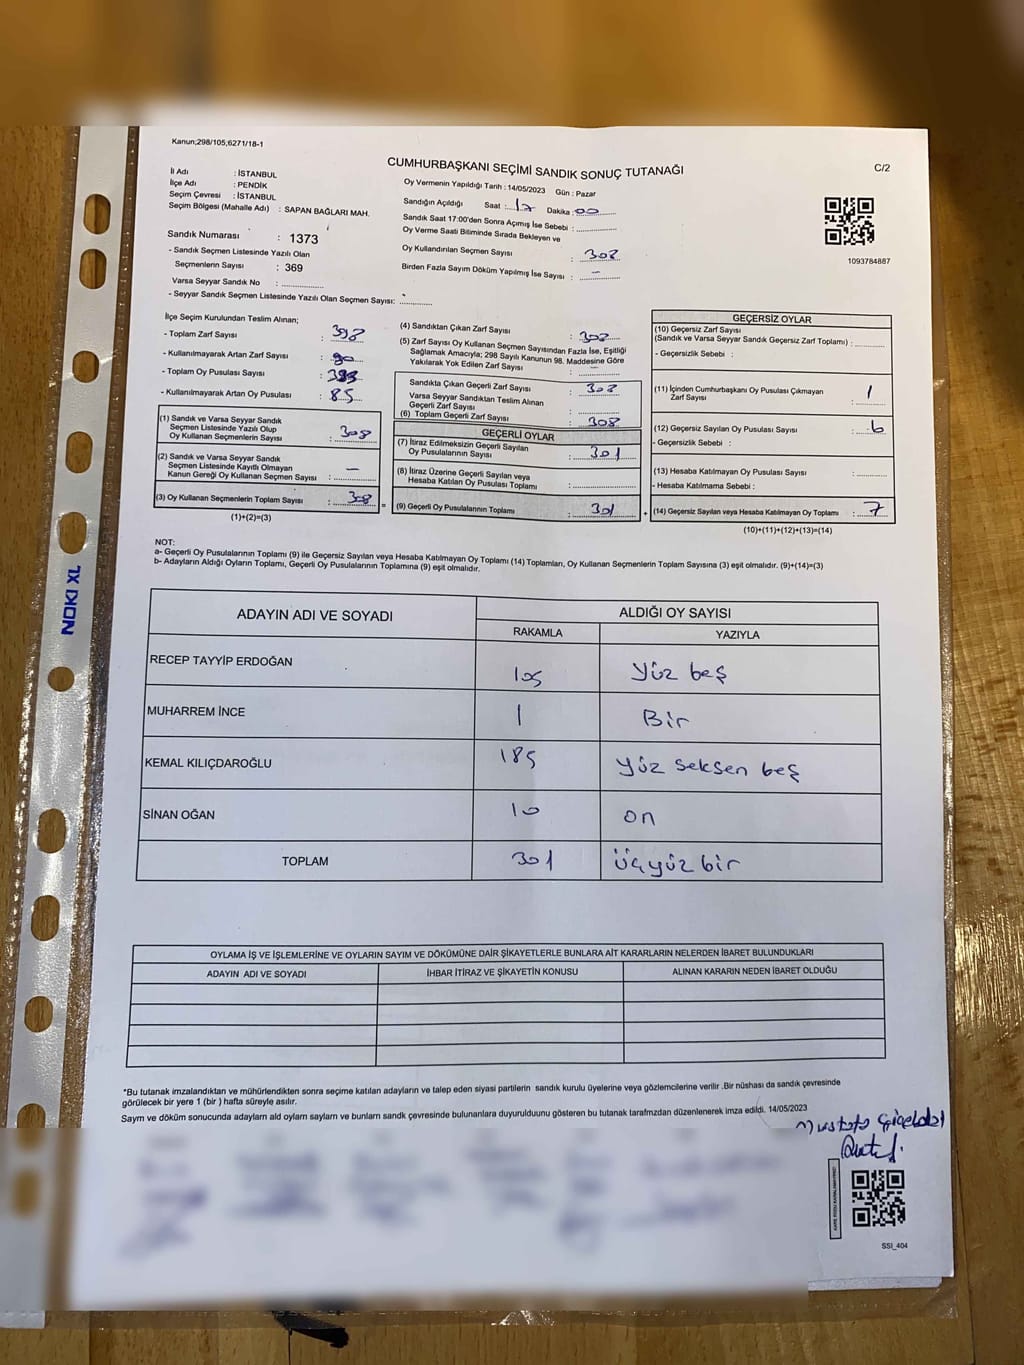 Kanun;298/105;6271/18-1
CUMHURBAŞKANI SEÇİMİ SANDIK SONUÇ TUTANAĞI
C/2
İl Adı : İSTANBUL
İlçe Adı : PENDİK
Seçim Çevresi : İSTANBUL
Seçim Bölgesi (Mahalle Adı) : SAPAN BAĞLARI MAH.
Sandık Numarası : 1373
- Sandık Seçmen Listesinde Yazılı Olan
Seçmenlerin Sayısı : 369
Varsa Seyyar Sandık No :
- Seyyar Sandık Seçmen Listesinde Yazılı Olan Seçmen Sayısı:
Oy Vermenin Yapıldığı Tarih : 14/05/2023 Gün : Pazar
Sandığın Açıldığı Saat : 17 Dakika : 00
Sandık Saat 17:00'den Sonra Açılmış İse Sebebi :
Oy Verme Saati Bitiminde Sırada Bekleyen ve
Oy Kullandırılan Seçmen Sayısı : 308
Birden Fazla Sayım Döküm Yapılmış İse Sayısı : –
1093784887
İlçe Seçim Kurulundan Teslim Alınan;
- Toplam Zarf Sayısı : 398
- Kullanılmayarak Artan Zarf Sayısı : 90
- Toplam Oy Pusulası Sayısı : 393
- Kullanılmayarak Artan Oy Pusulası : 85
(1) Sandık ve Varsa Seyyar Sandık
Seçmen Listesinde Yazılı Olup
Oy Kullanan Seçmenlerin Sayısı : 308
(2) Sandık ve Varsa Seyyar Sandık
Seçmen Listesinde Kayıtlı Olmayan
Kanun Gereği Oy Kullanan Seçmen Sayısı : –
(3) Oy Kullanan Seçmenlerin Toplam Sayısı : 308
(1)+(2)=(3)
(4) Sandıktan Çıkan Zarf Sayısı : 308
(5) Zarf Sayısı Oy Kullanan Seçmen Sayısından Fazla İse, Eşitliği
Sağlamak Amacıyla; 298 Sayılı Kanunun 98. Maddesine Göre
Yakılarak Yok Edilen Zarf Sayısı :
Sandıkta Çıkan Geçerli Zarf Sayısı : 308
Varsa Seyyar Sandıktan Teslim Alınan
Geçerli Zarf Sayısı :
(6) Toplam Geçerli Zarf Sayısı : 308
GEÇERLİ OYLAR
(7) İtiraz Edilmeksizin Geçerli Sayılan
Oy Pusulalarının Sayısı : 301
(8) İtiraz Üzerine Geçerli Sayılan veya
Hesaba Katılan Oy Pusulası Toplamı :
(9) Geçerli Oy Pusulalarının Toplamı : 301
GEÇERSİZ OYLAR
(10) Geçersiz Zarf Sayısı
(Sandık ve Varsa Seyyar Sandık Geçersiz Zarf Toplamı) :
- Geçersizlik Sebebi :
(11) İçinden Cumhurbaşkanı Oy Pusulası Çıkmayan
Zarf Sayısı : 1
(12) Geçersiz Sayılan Oy Pusulası Sayısı : 6
- Geçersizlik Sebebi :
(13) Hesaba Katılmayan Oy Pusulası Sayısı :
- Hesaba Katılmama Sebebi :
(14) Geçersiz Sayılan veya Hesaba Katılmayan Oy Toplamı : 7
(10)+(11)+(12)+(13)=(14)
NOT:
a- Geçerli Oy Pusulalarının Toplamı (9) ile Geçersiz Sayılan veya Hesaba Katılmayan Oy Toplamı (14) Toplamları, Oy Kullanan Seçmenlerin Toplam Sayısına (3) eşit olmalıdır. (9)+(14)=(3)
b- Adayların Aldığı Oyların Toplamı, Geçerli Oy Pusulalarının Toplamına (9) eşit olmalıdır.
ADAYIN ADI VE SOYADI ALDIĞI OY SAYISI
RAKAMLA YAZIYLA
RECEP TAYYİP ERDOĞAN 105 Yüz beş
MUHARREM İNCE 1 Bir
KEMAL KILIÇDAROĞLU 185 yüz seksen beş
SİNAN OĞAN 10 on
TOPLAM 301 üçyüz bir
OYLAMA İŞ VE İŞLEMLERİNE VE OYLARIN SAYIM VE DÖKÜMÜNE DAİR ŞİKAYETLERLE BUNLARA AİT KARARLARIN NELERDEN İBARET BULUNDUKLARI
ADAYIN ADI VE SOYADI İHBAR İTİRAZ VE ŞİKAYETİN KONUSU ALINAN KARARIN NEDEN İBARET OLDUĞU
*Bu tutanak imzalandıktan ve mühürlendikten sonra seçime katılan adayların ve talep eden siyasi partilerin sandık kurulu üyelerine veya gözlemcilerine verilir .Bir nüshası da sandık çevresinde
görülecek bir yere 1 (bir ) hafta süreyle asılır.
Sayım ve döküm sonucunda adayların ald oyların sayları ve bunların sandk çevresinde bulunanlara duyurulduunu gösteren bu tutanak tarafmzdan düzenlenerek imza edildi. 14/05/2023
Mustafa
SSI_404
NOKI XL